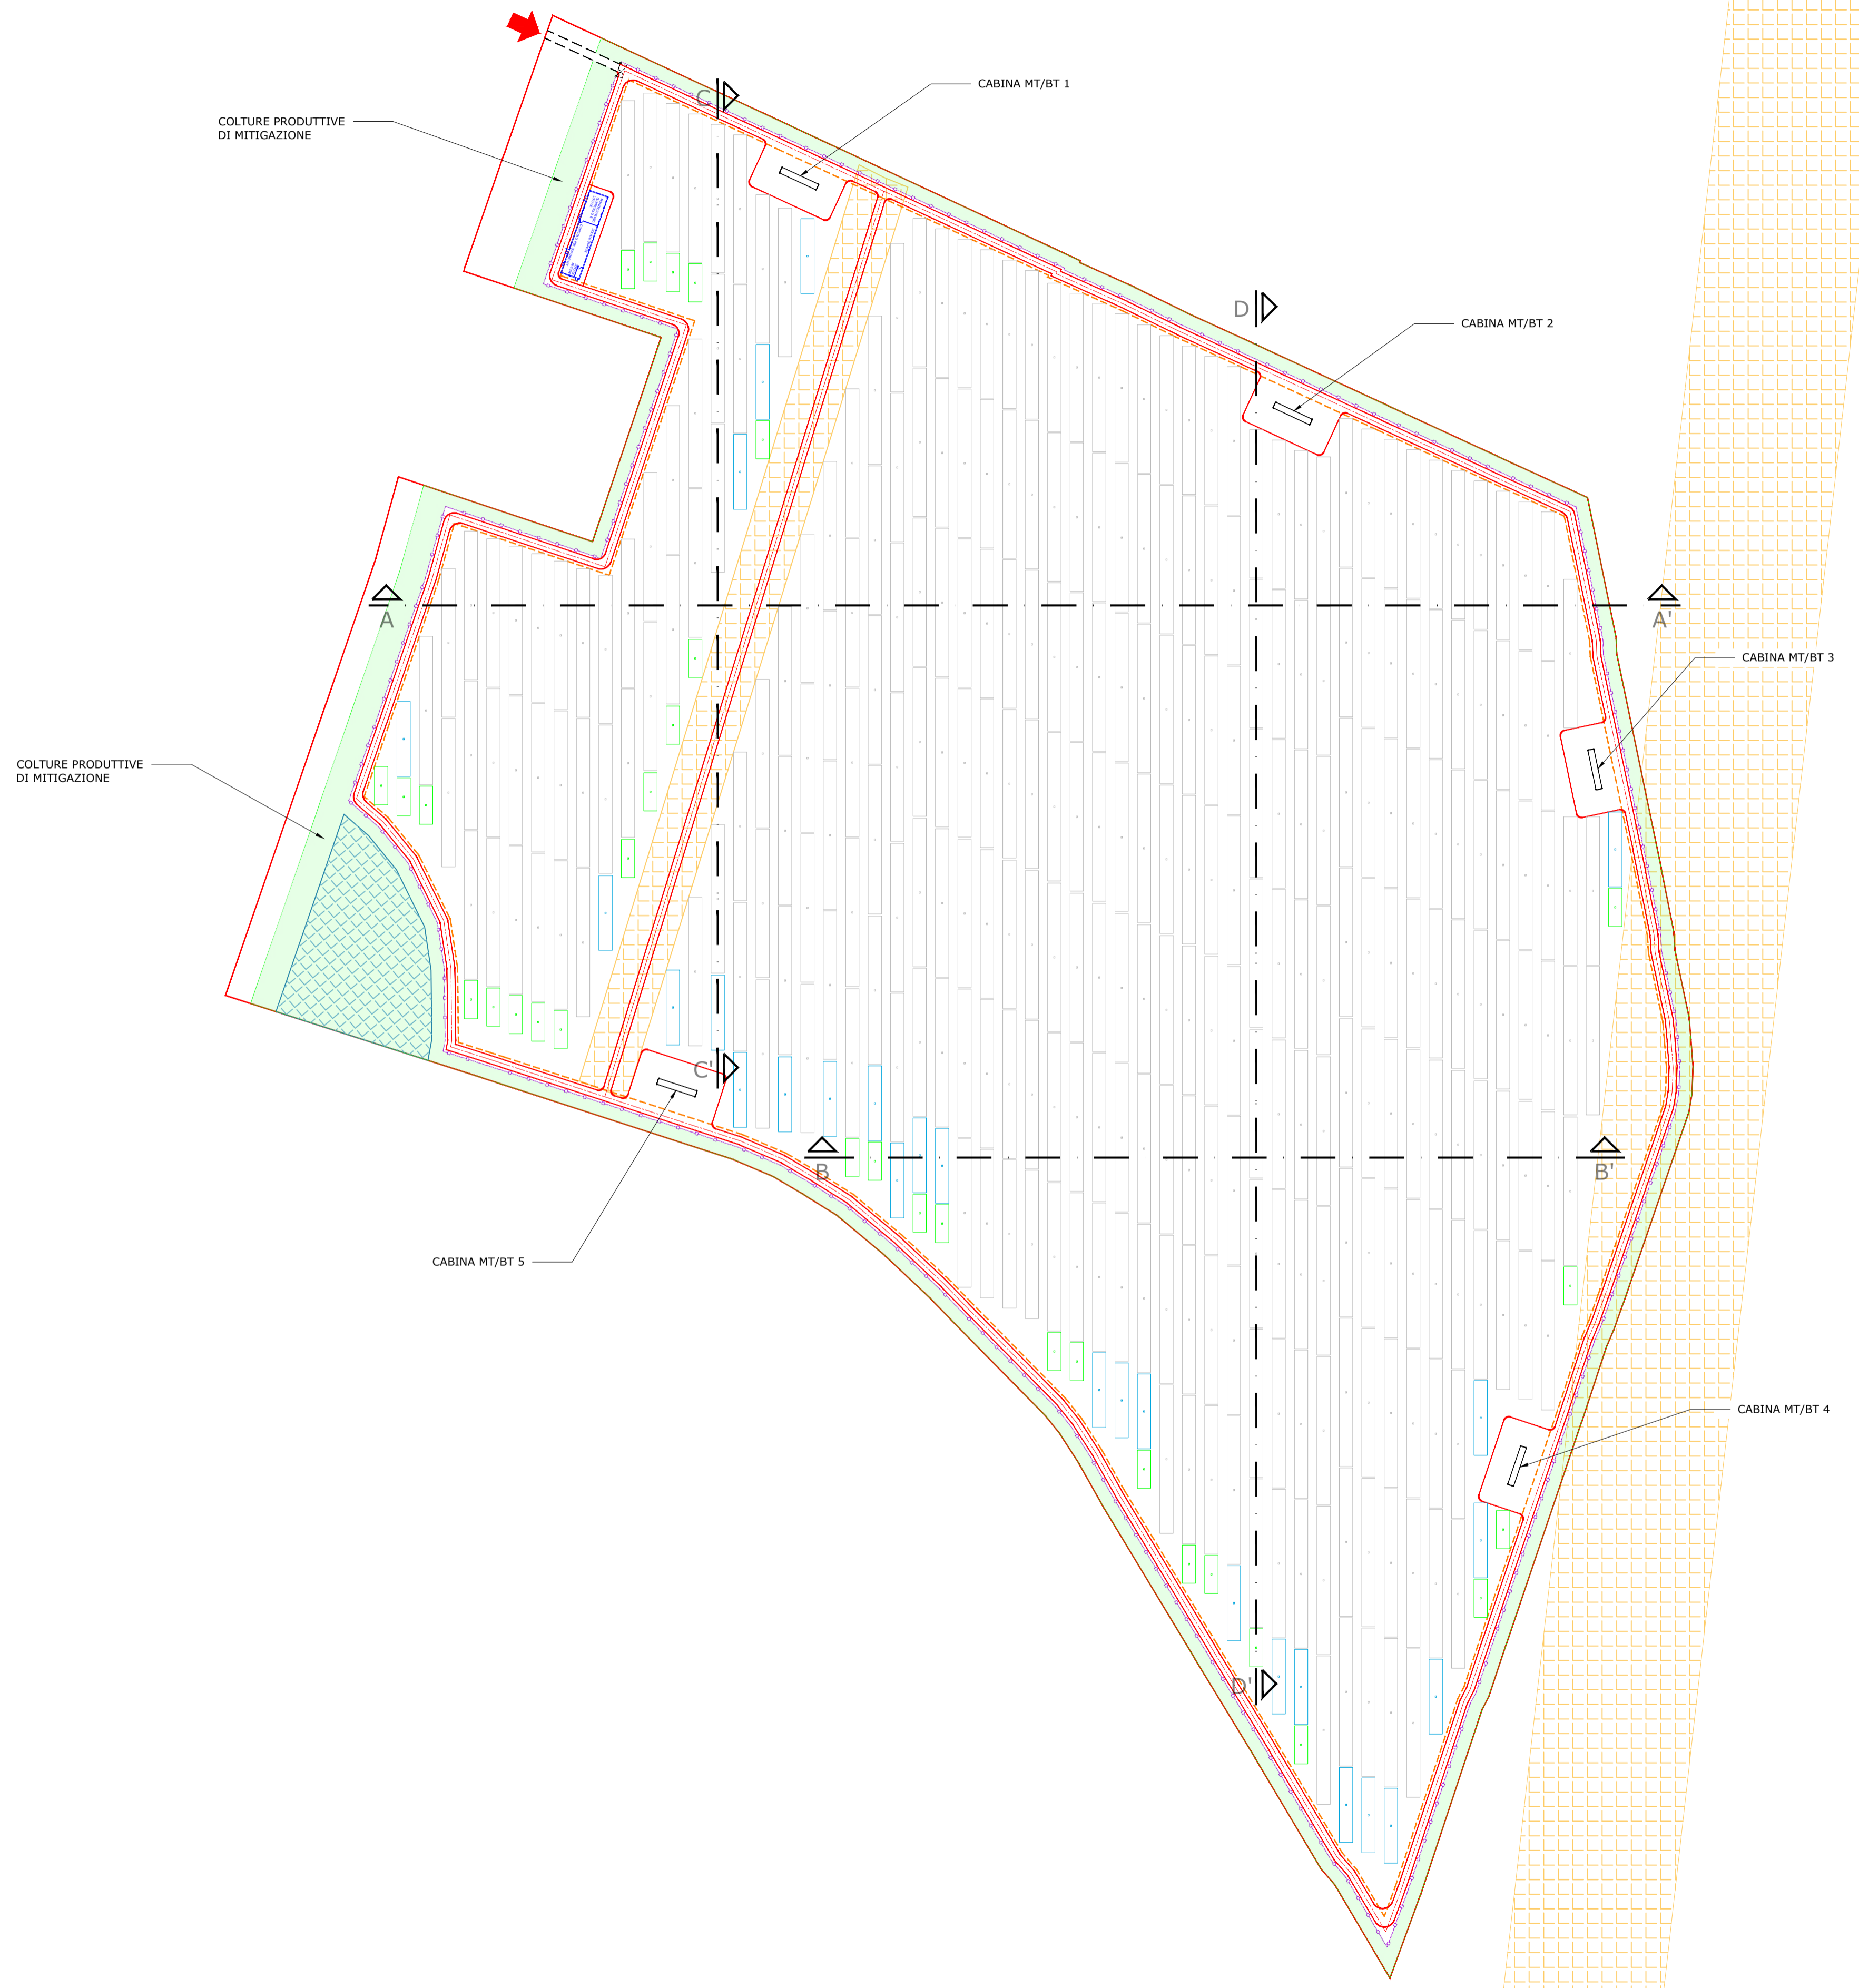 C
CABINA MT/BT 1
COLTURE PRODUTTIVE
DI MITIGAZIONE
D
CABINA MT/BT 2
A
A'
CABINA MT/BT 3
COLTURE PRODUTTIVE
DI MITIGAZIONE
C'
B
B'
CABINA MT/BT 5
CABINA MT/BT 4
D'